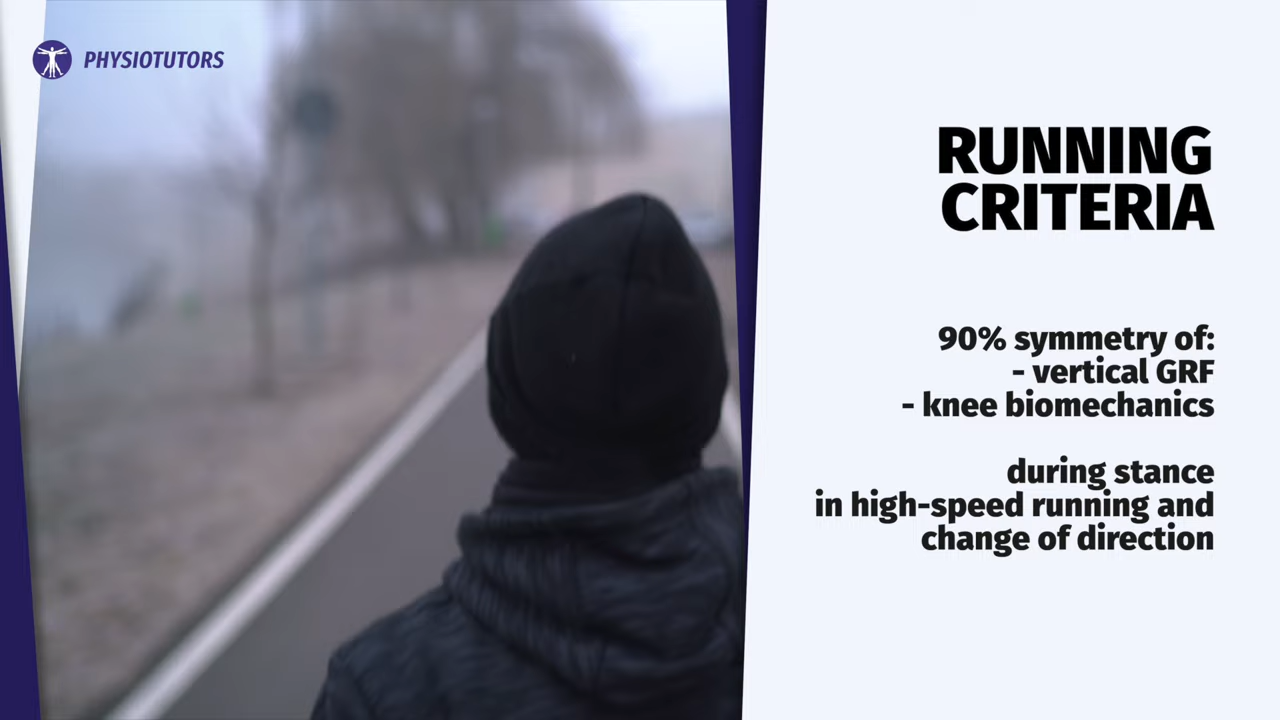 PHYSIOTUTORS
RUNNING
CRITERIA
90% symmetry of:
- vertical GRF
- knee biomechanics
during stance
in high-speed running and
change of direction